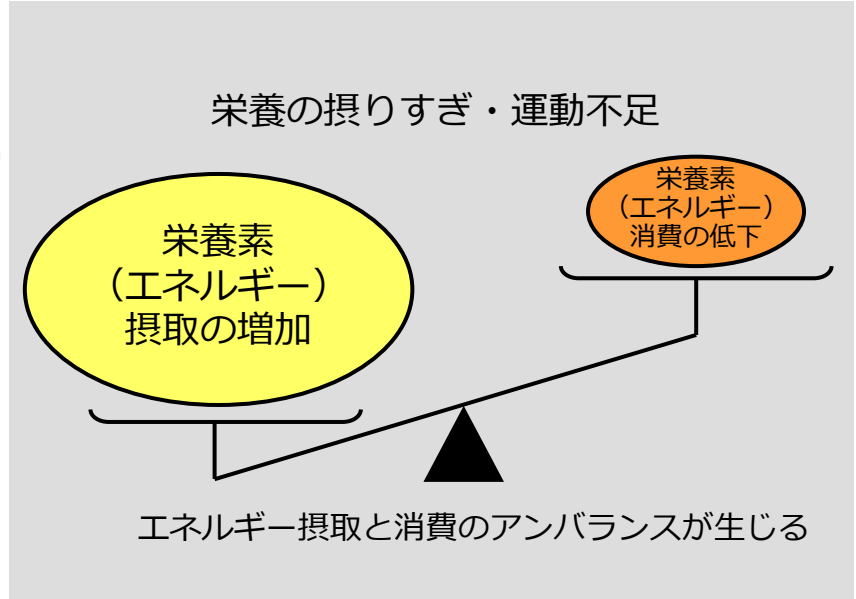 栄養の摂りすぎ・運動不足
栄養素
（エネルギー）
消費の低下
栄養素
（エネルギー）
摂取の増加
エネルギー摂取と消費のアンバランスが生じる